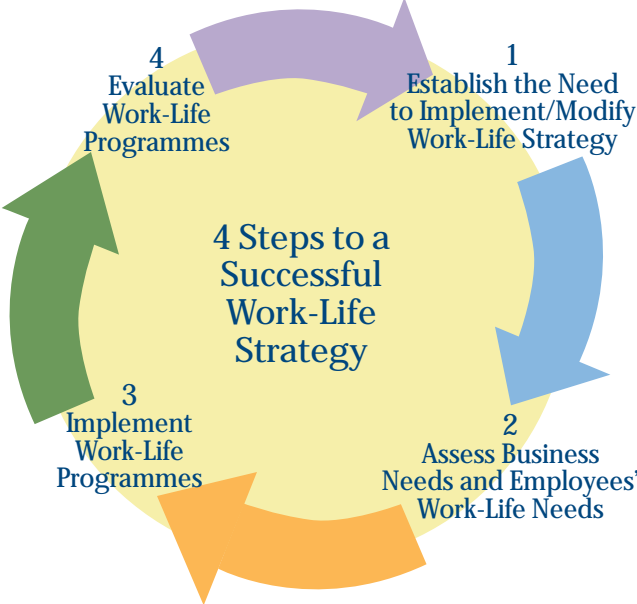 4
Evaluate
Work-Life
Programmes
1
Establish the Need
to Implement/Modify
Work-Life Strategy
4 Steps to a
Successful
Work-Life
Strategy
3
Implement
Work-Life
Programmes
2
Assess Business
Needs and Employees'
Work-Life Needs